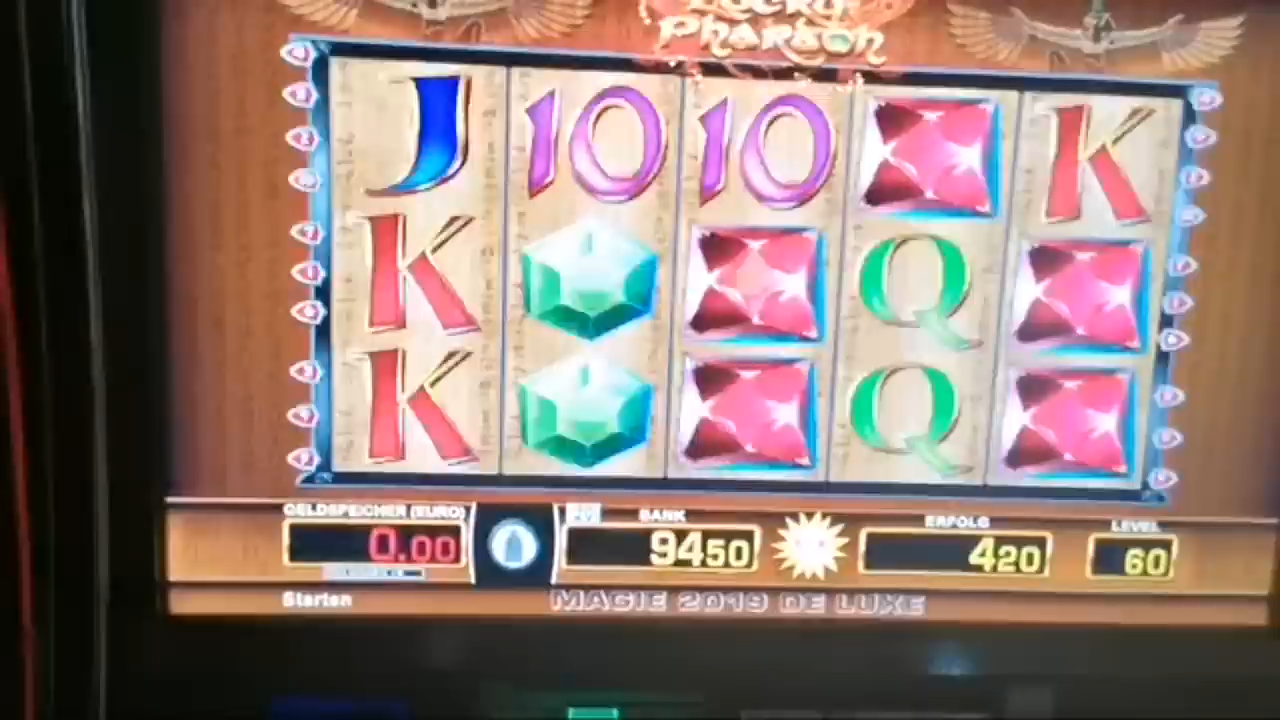 Lucky
Pharaoh
J 10 10 K
K Q
K Q
GELDSPEICHER (EURO) BANK ERFOLG LEVEL
0.00 9450 420 60
Starten MAGIE 2019 DE LUXE